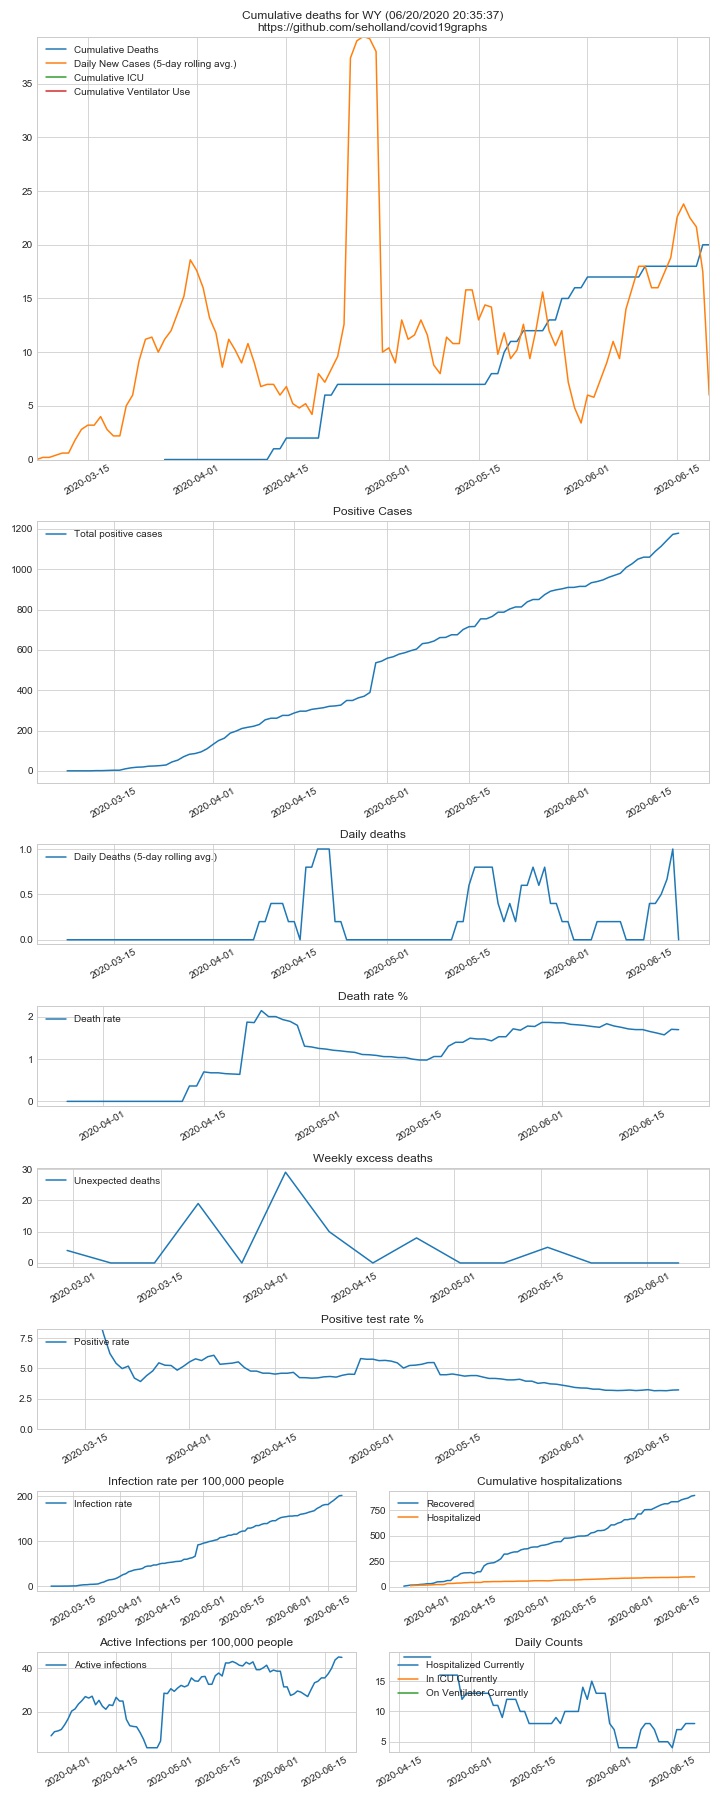 Cumulative deaths for WY (06/20/2020 20:35:37)
https://github.com/seholland/covid19graphs
Cumulative Deaths
Daily New Cases (5-day rolling avg.)
Cumulative ICU
Cumulative Ventilator Use
35
30
25
20
15
10
5
0
2020-03-15 2020-04-01 2020-04-15 2020-05-01 2020-05-15 2020-06-01 2020-06-15
Positive Cases
Total positive cases
1200
1000
800
600
400
200
0
2020-03-15 2020-04-01 2020-04-15 2020-05-01 2020-05-15 2020-06-01 2020-06-15
Daily deaths
Daily Deaths (5-day rolling avg.)
1.0
0.5
0.0
2020-03-15 2020-04-01 2020-04-15 2020-05-01 2020-05-15 2020-06-01 2020-06-15
Death rate %
Death rate
2
1
0
2020-04-01 2020-04-15 2020-05-01 2020-05-15 2020-06-01 2020-06-15
Weekly excess deaths
Unexpected deaths
30
20
10
0
2020-03-01 2020-03-15 2020-04-01 2020-04-15 2020-05-01 2020-05-15 2020-06-01
Positive test rate %
Positive rate
7.5
5.0
2.5
0.0
2020-03-15 2020-04-01 2020-04-15 2020-05-01 2020-05-15 2020-06-01 2020-06-15
Infection rate per 100,000 people
Infection rate
200
100
0
2020-03-15 2020-04-01 2020-04-15 2020-05-01 2020-05-15 2020-06-01 2020-06-15
Cumulative hospitalizations
Recovered
Hospitalized
750
500
250
0
2020-04-01 2020-04-15 2020-05-01 2020-05-15 2020-06-01 2020-06-15
Active Infections per 100,000 people
Active infections
40
20
2020-04-01 2020-04-15 2020-05-01 2020-05-15 2020-06-01 2020-06-15
Daily Counts
Hospitalized Currently
In ICU Currently
On Ventilator Currently
15
10
5
2020-04-15 2020-05-01 2020-05-15 2020-06-01 2020-06-15